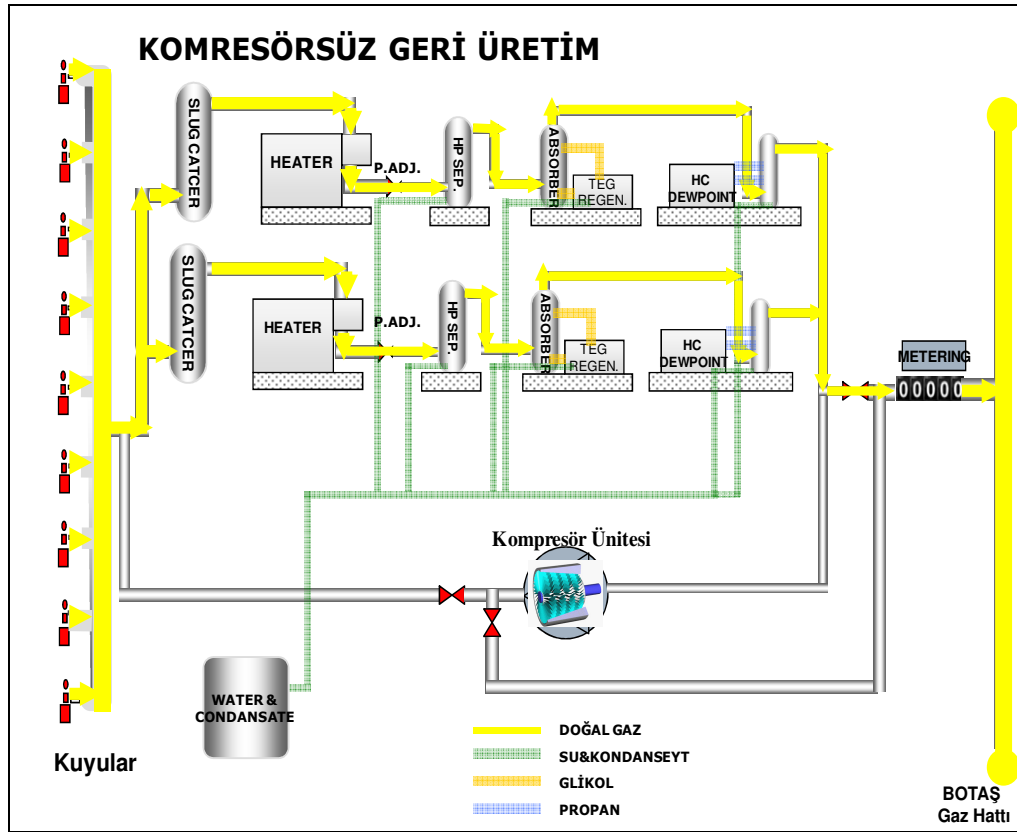 KOMRESÖRSÜZ GERİ ÜRETİM
SLUG CATCER
HEATER
P.ADJ.
HP SEP.
ABSORBER
TEG
REGEN.
HC
DEWPOINT
SLUG CATCER
HEATER
P.ADJ.
HP SEP.
ABSORBER
TEG
REGEN.
HC
DEWPOINT
METERING
00000
Kompresör Ünitesi
WATER &
CONDANSATE
Kuyular
DOĞAL GAZ
SU&KONDANSEYT
GLİKOL
PROPAN
BOTAŞ
Gaz Hattı